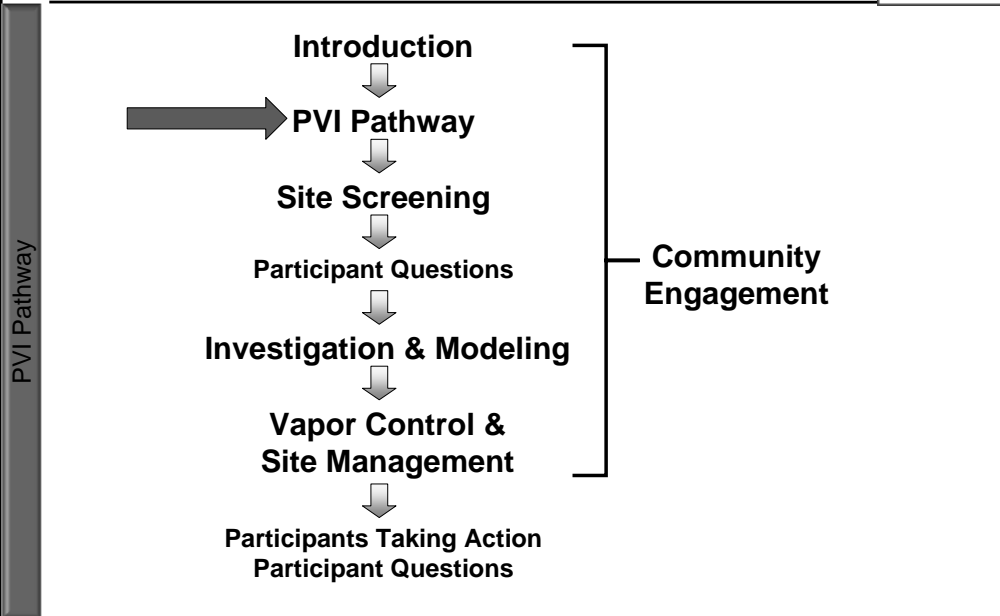 PVI Pathway
Introduction
PVI Pathway
Site Screening
Participant Questions
Investigation & Modeling
Vapor Control &
Site Management
Participants Taking Action
Participant Questions
Community
Engagement